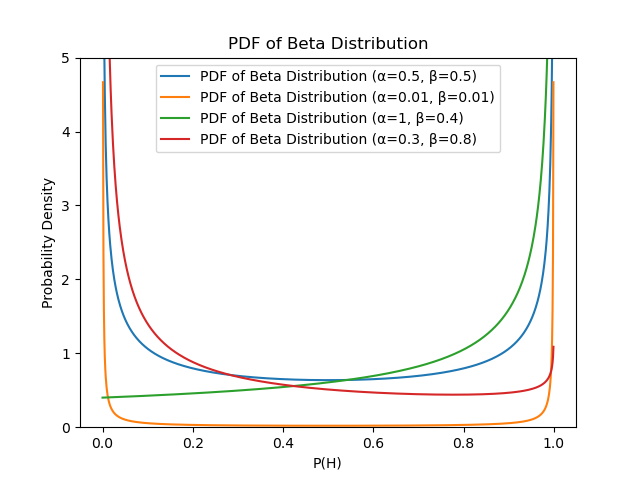 PDF of Beta Distribution
PDF of Beta Distribution (α=0.5, β=0.5)
PDF of Beta Distribution (α=0.01, β=0.01)
PDF of Beta Distribution (α=1, β=0.4)
PDF of Beta Distribution (α=0.3, β=0.8)
Probability Density
5
4
3
2
1
0
0.0 0.2 0.4 0.6 0.8 1.0
P(H)